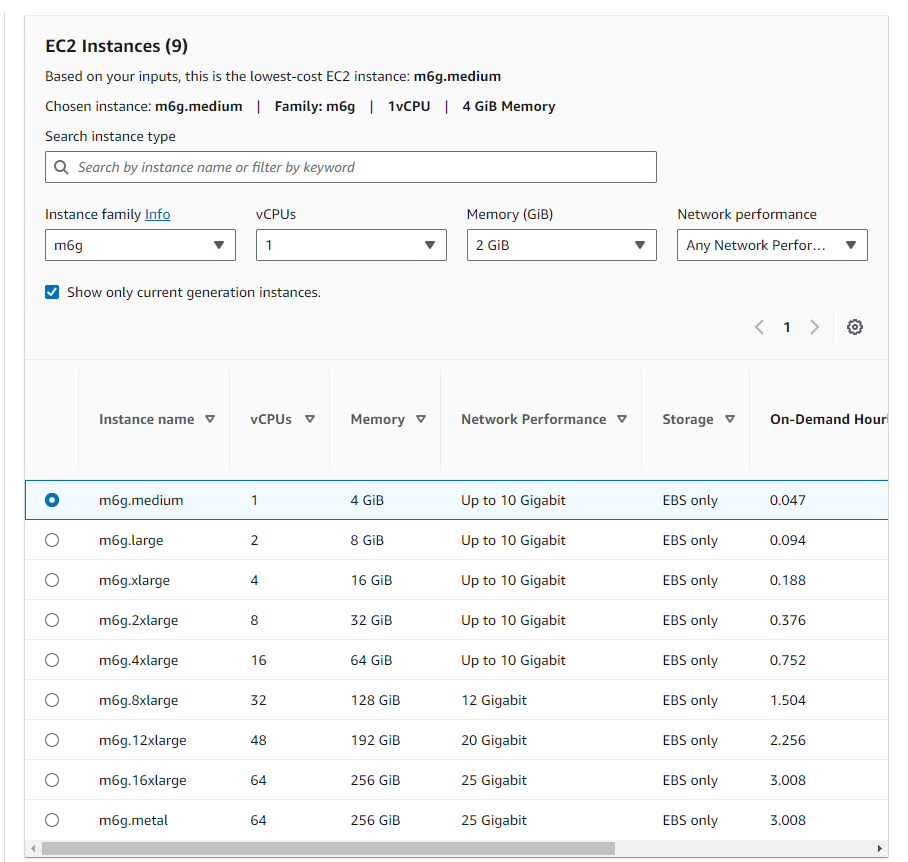 EC2 Instances (9)
Based on your inputs, this is the lowest-cost EC2 instance: m6g.medium
Chosen instance: m6g.medium | Family: m6g | 1vCPU | 4 GiB Memory
Search instance type
Search by instance name or filter by keyword
Instance family Info vCPUs Memory (GiB) Network performance
m6g 1 2 GiB Any Network Perfor...
Show only current generation instances.
1
Instance name vCPUs Memory Network Performance Storage On-Demand Hour
m6g.medium 1 4 GiB Up to 10 Gigabit EBS only 0.047
m6g.large 2 8 GiB Up to 10 Gigabit EBS only 0.094
m6g.xlarge 4 16 GiB Up to 10 Gigabit EBS only 0.188
m6g.2xlarge 8 32 GiB Up to 10 Gigabit EBS only 0.376
m6g.4xlarge 16 64 GiB Up to 10 Gigabit EBS only 0.752
m6g.8xlarge 32 128 GiB 12 Gigabit EBS only 1.504
m6g.12xlarge 48 192 GiB 20 Gigabit EBS only 2.256
m6g.16xlarge 64 256 GiB 25 Gigabit EBS only 3.008
m6g.metal 64 256 GiB 25 Gigabit EBS only 3.008